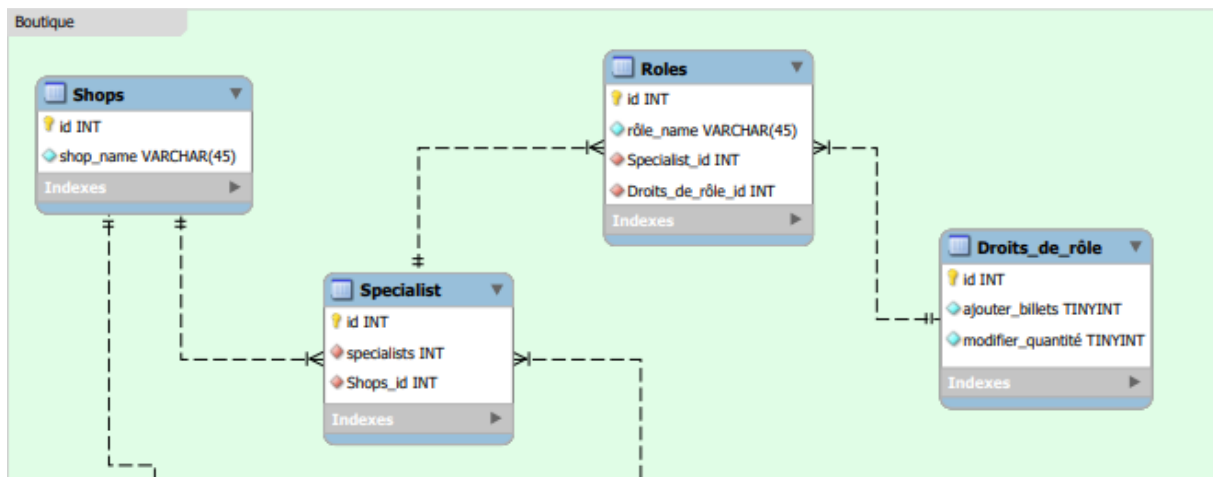 Boutique
Shops
id INT
shop_name VARCHAR(45)
Indexes
Roles
id INT
rôle_name VARCHAR(45)
Specialist_id INT
Droits_de_rôle_id INT
Indexes
Specialist
id INT
specialists INT
Shops_id INT
Indexes
Droits_de_rôle
id INT
ajouter_billets TINYINT
modifier_quantité TINYINT
Indexes